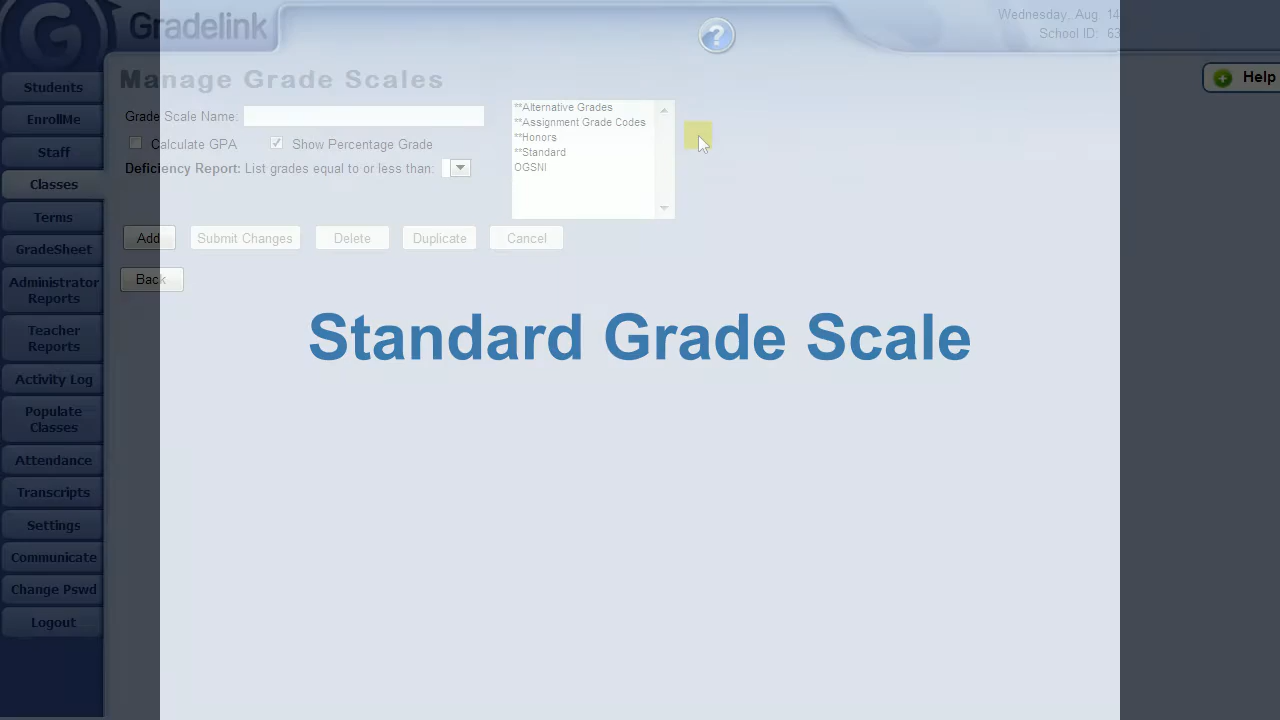 Gradelink
?
Wednesday, Aug 14
School ID: 63
Help
Students
EnrollMe
Staff
Classes
Terms
GradeSheet
Administrator
Reports
Teacher
Reports
Activity Log
Populate
Classes
Attendance
Transcripts
Settings
Communicate
Change Pswd
Logout
Manage Grade Scales
Grade Scale Name:
Calculate GPA
Show Percentage Grade
Deficiency Report: List grades equal to or less than:
**Alternative Grades
**Assignment Grade Codes
**Honors
**Standard
OGSNI
Add
Submit Changes
Delete
Duplicate
Cancel
Back
Standard Grade Scale